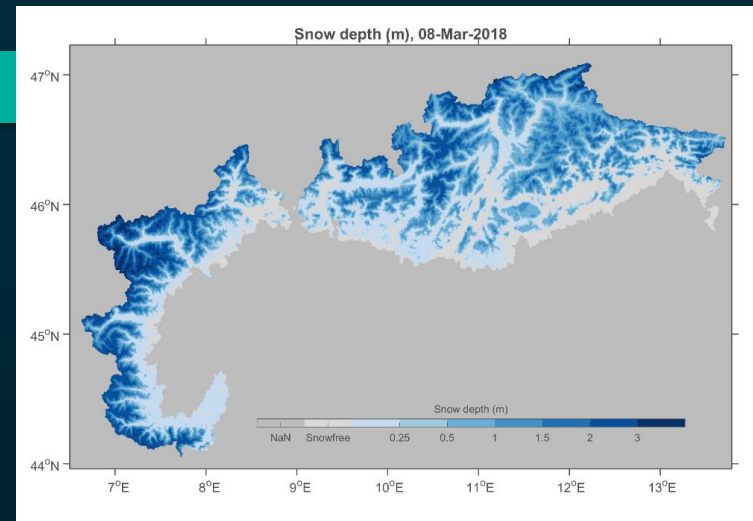 Snow depth (m), 08-Mar-2018
47°N
46°N
45°N
44°N
Snow depth (m)
NaN Snowfree 0.25 0.5 1 1.5 2 3
7°E 8°E 9°E 10°E 11°E 12°E 13°E